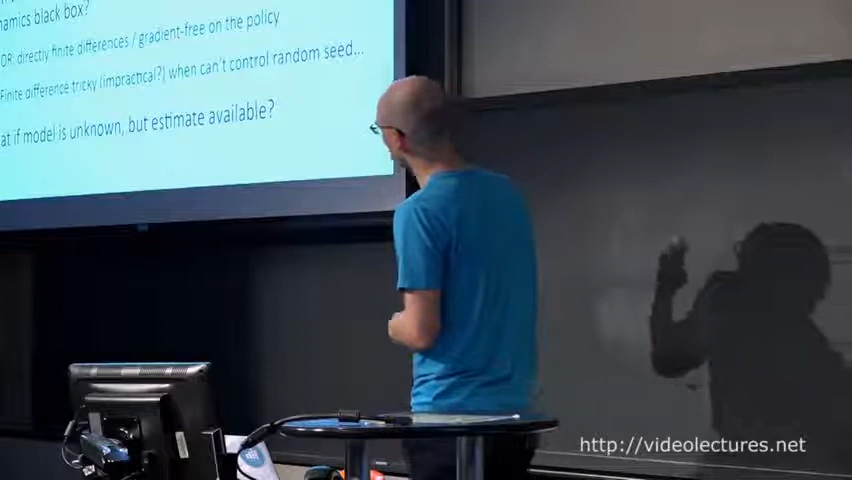 namics black box?
OR: directly finite differences / gradient-free on the policy
Finite difference tricky (impractical?) when can't control random seed...
at if model is unknown, but estimate available?
http://videolectures.net